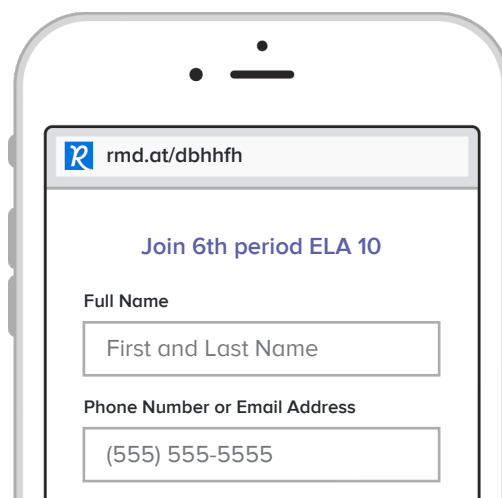 rmd.at/dbhhfh
Join 6th period ELA 10
Full Name
First and Last Name
Phone Number or Email Address
(555) 555-5555